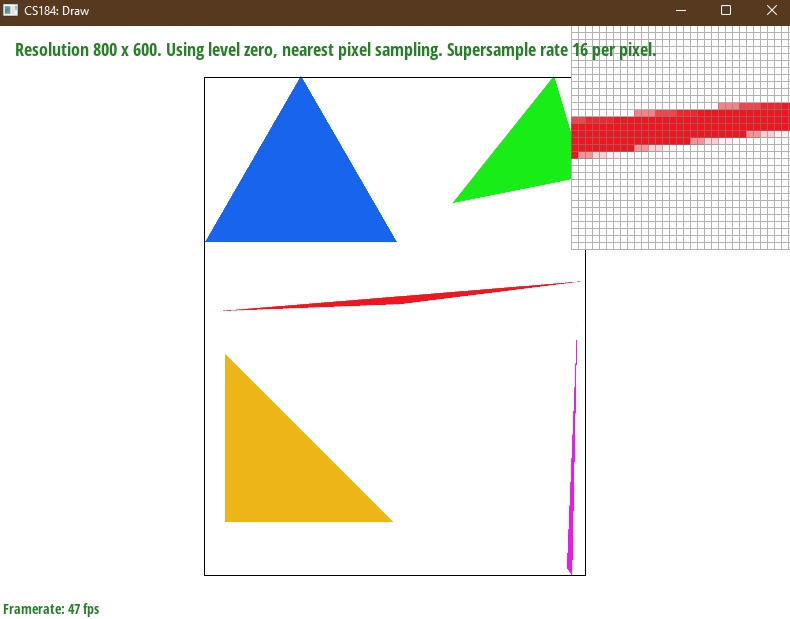 CS184: Draw
Resolution 800 x 600. Using level zero, nearest pixel sampling. Supersample rate 16 per pixel.
Framerate: 47 fps